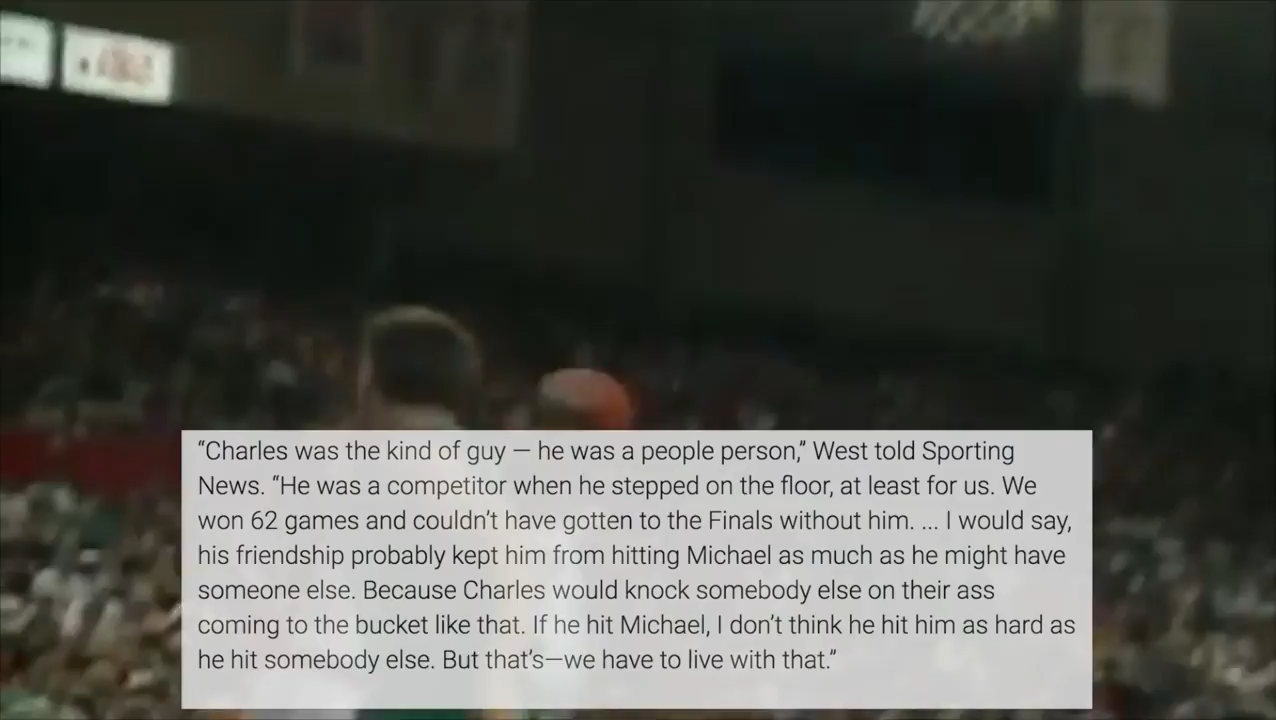 “Charles was the kind of guy — he was a people person,” West told Sporting
News. “He was a competitor when he stepped on the floor, at least for us. We
won 62 games and couldn’t have gotten to the Finals without him. ... I would say,
his friendship probably kept him from hitting Michael as much as he might have
someone else. Because Charles would knock somebody else on their ass
coming to the bucket like that. If he hit Michael, I don’t think he hit him as hard as
he hit somebody else. But that’s—we have to live with that.”